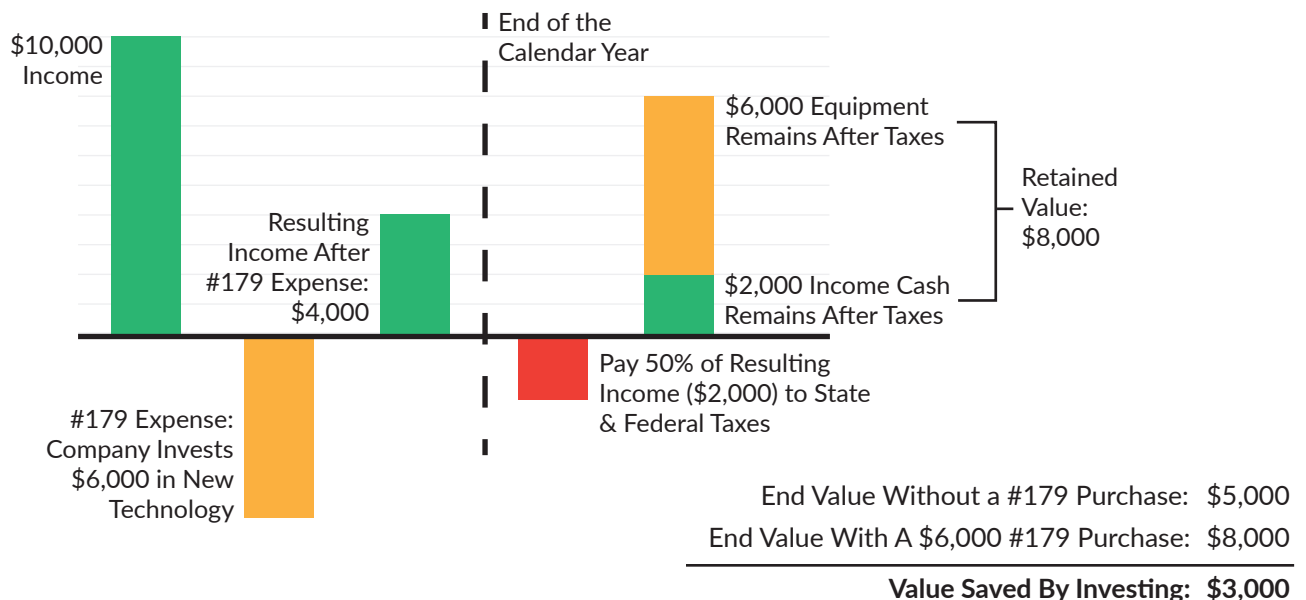 $10,000
Income
End of the
Calendar Year
$6,000 Equipment
Remains After Taxes
Retained
Value:
$8,000
Resulting
Income After
#179 Expense:
$4,000
$2,000 Income Cash
Remains After Taxes
Pay 50% of Resulting
Income ($2,000) to State
& Federal Taxes
#179 Expense:
Company Invests
$6,000 in New
Technology
End Value Without a #179 Purchase: $5,000
End Value With A $6,000 #179 Purchase: $8,000
Value Saved By Investing: $3,000